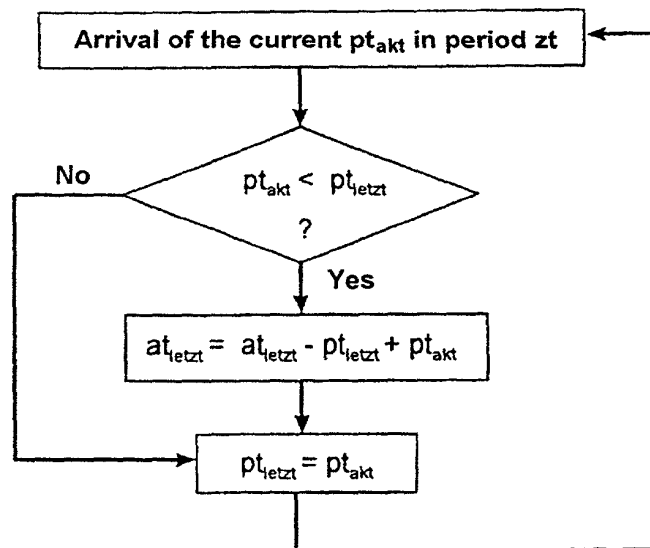 Arrival of the current pt_akt in period zt
No
pt_akt < pt_letzt
?
Yes
at_letzt = at_letzt - pt_letzt + pt_akt
pt_letzt = pt_akt